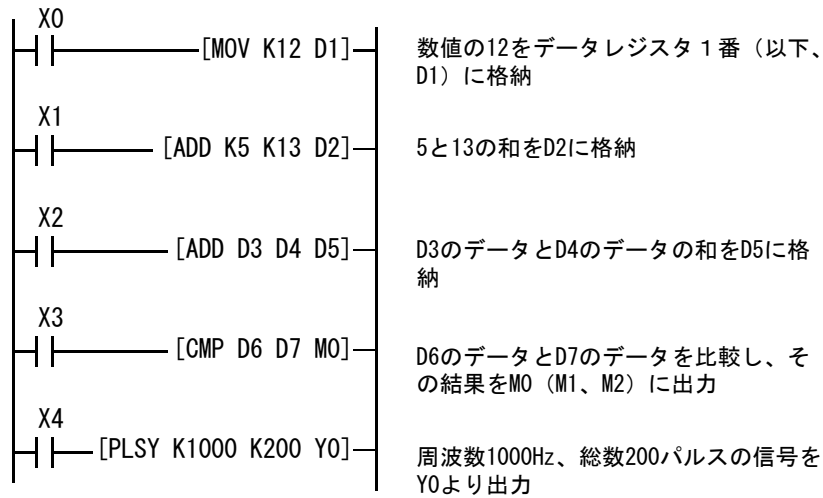 X0
[MOV K12 D1]
数値の12をデータレジスタ１番（以下、
D1）に格納
X1
[ADD K5 K13 D2]
5と13の和をD2に格納
X2
[ADD D3 D4 D5]
D3のデータとD4のデータの和をD5に格
納
X3
[CMP D6 D7 M0]
D6のデータとD7のデータを比較し、そ
の結果をM0（M1、M2）に出力
X4
[PLSY K1000 K200 Y0]
周波数1000Hz、総数200パルスの信号を
Y0より出力